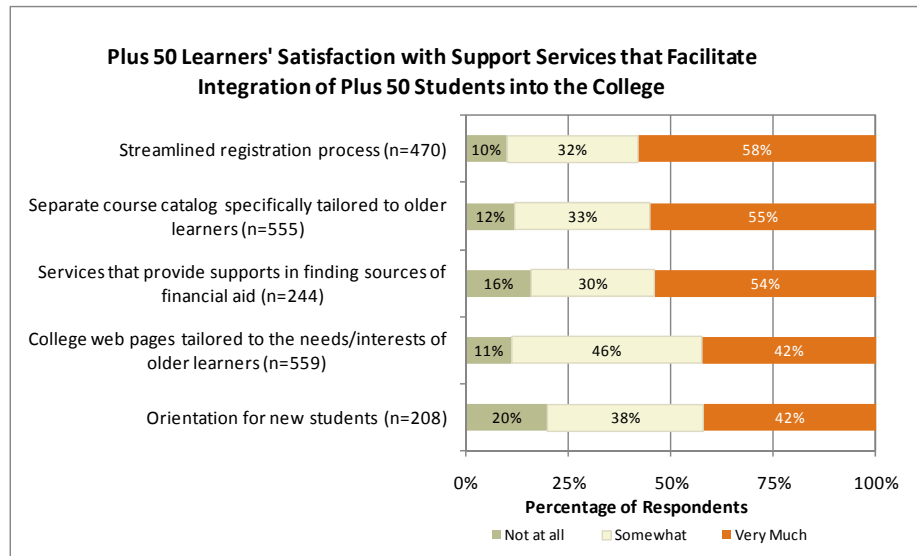 Plus 50 Learners' Satisfaction with Support Services that Facilitate
Integration of Plus 50 Students into the College
Streamlined registration process (n=470)
10% 32% 58%
Separate course catalog specifically tailored to older
learners (n=555)
12% 33% 55%
Services that provide supports in finding sources of
financial aid (n=244)
16% 30% 54%
College web pages tailored to the needs/interests of
older learners (n=559)
11% 46% 42%
Orientation for new students (n=208)
20% 38% 42%
0% 25% 50% 75% 100%
Percentage of Respondents
Not at all Somewhat Very Much